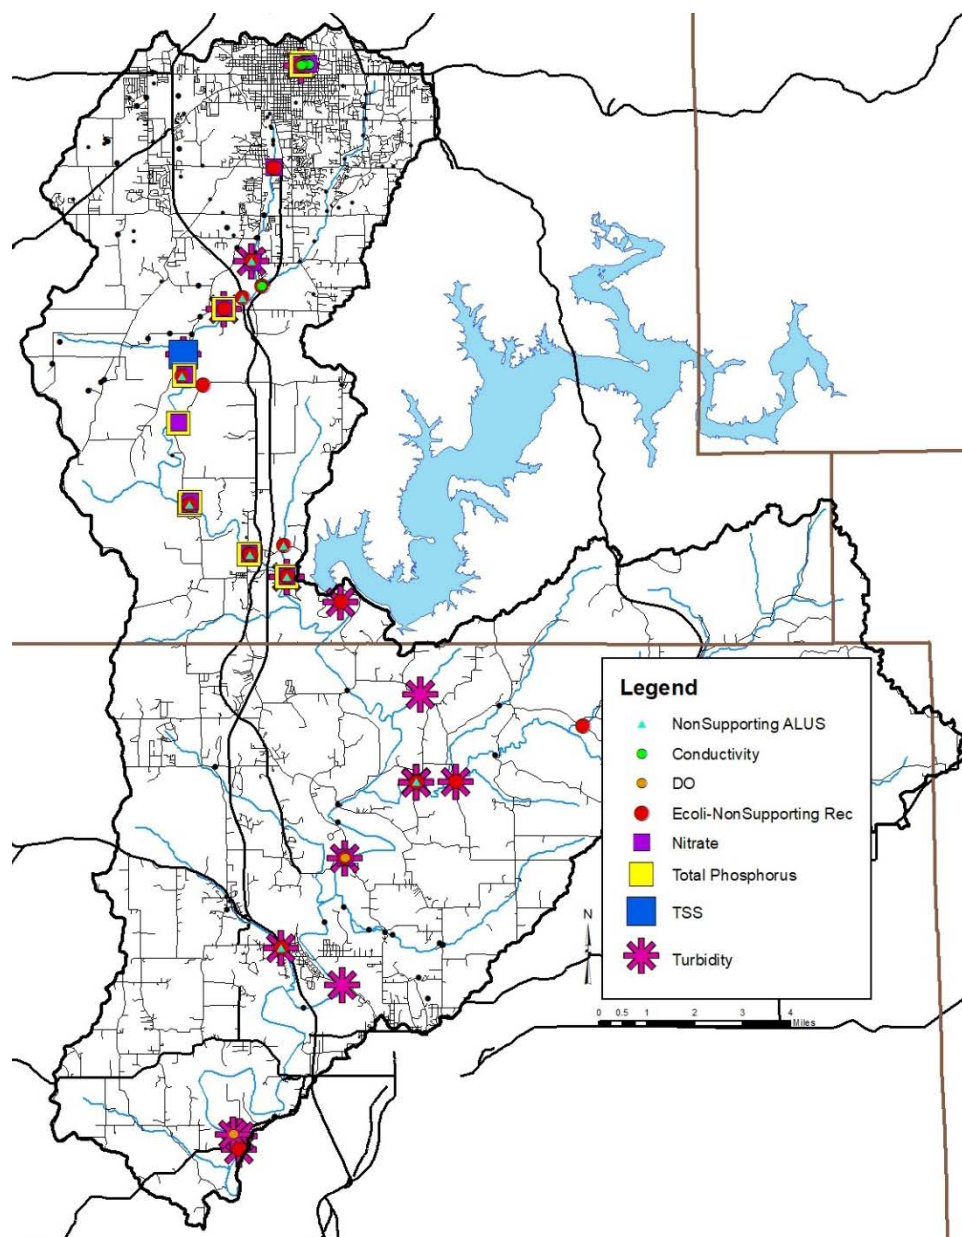 Legend
NonSupporting ALUS
Conductivity
DO
Ecoli-NonSupporting Rec
Nitrate
Total Phosphorus
TSS
Turbidity
N
0 0.5 1 2 3 4
Miles